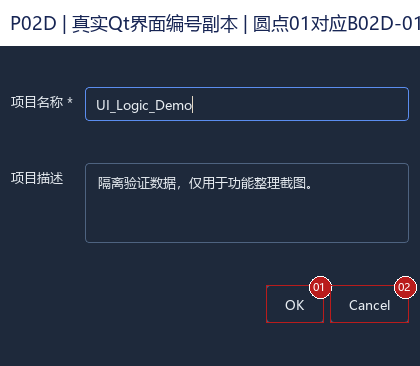 P02D | 真实Qt界面编号副本 | 圆点01对应B02D-01
项目名称 *
UI_Logic_Demo
项目描述
隔离验证数据，仅用于功能整理截图。
01
02
OK
Cancel